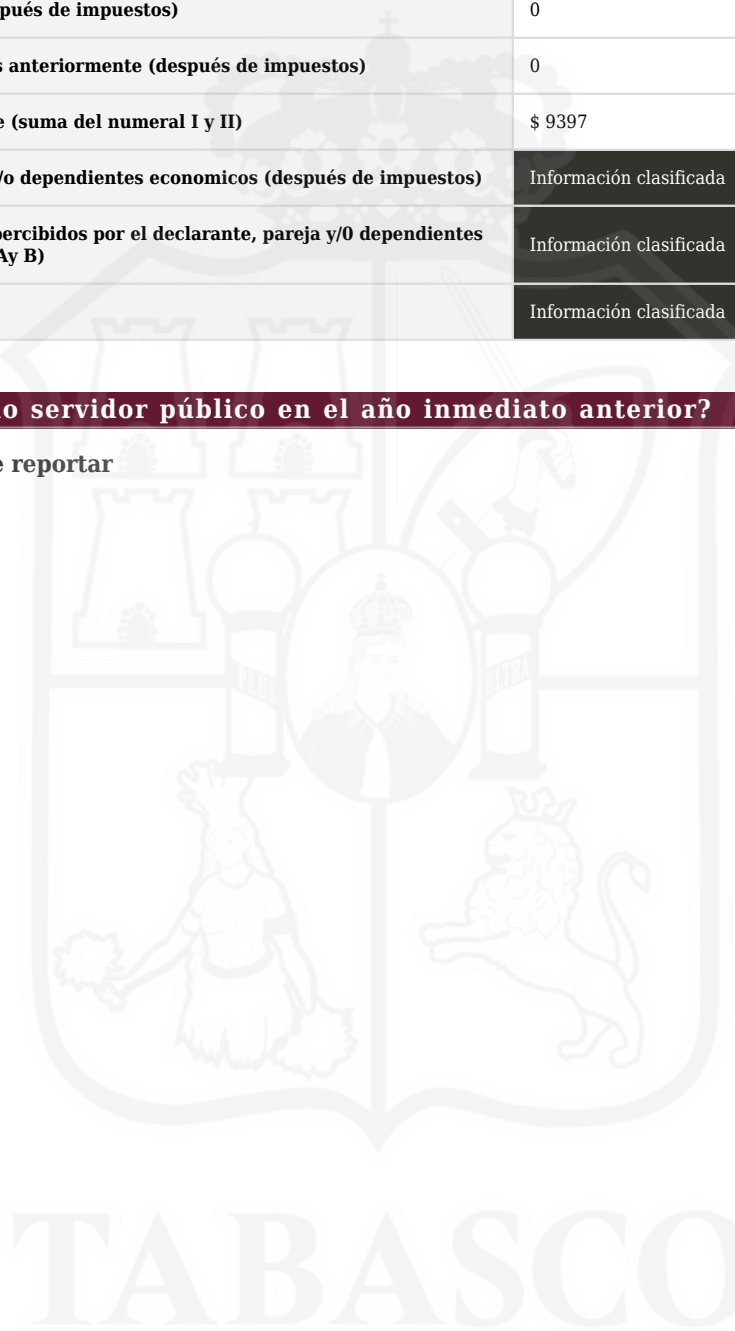 pués de impuestos) 0
s anteriormente (después de impuestos) 0
e (suma del numeral I y II) $ 9397
/o dependientes economicos (después de impuestos) Información clasificada
percibidos por el declarante, pareja y/0 dependientes
Ay B) Información clasificada
Información clasificada
o servidor público en el año inmediato anterior?
e reportar
PLUS ULTRA
TABASCO